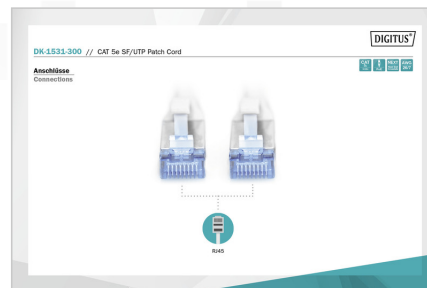 DIGITUS®
DK-1531-300 // CAT 5e SF/UTP Patch Cord
Anschlüsse
Connections
RJ45